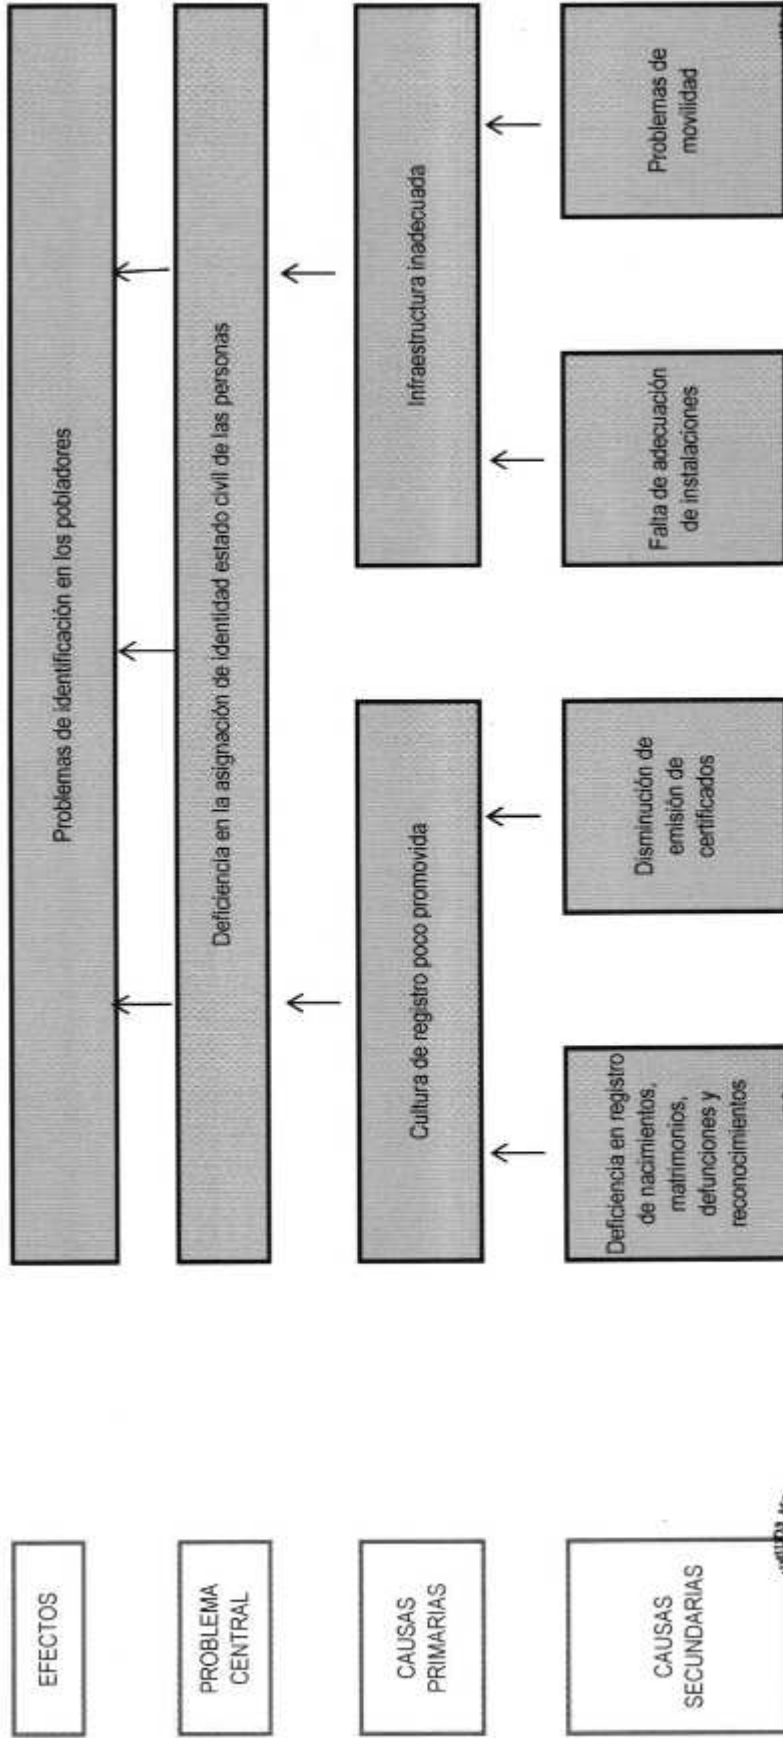 EFECTOS
Problemas de identificación en los pobladores
PROBLEMA
CENTRAL
Deficiencia en la asignación de identidad estado civil de las personas
CAUSAS
PRIMARIAS
Cultura de registro poco promovida
Infraestructura inadecuada
CAUSAS
SECUNDARIAS
Deficiencia en registro
de nacimientos,
matrimonios,
defunciones y
reconocimientos
Disminución de
emisión de
certificados
Falta de adecuación
de instalaciones
Problemas de
movilidad